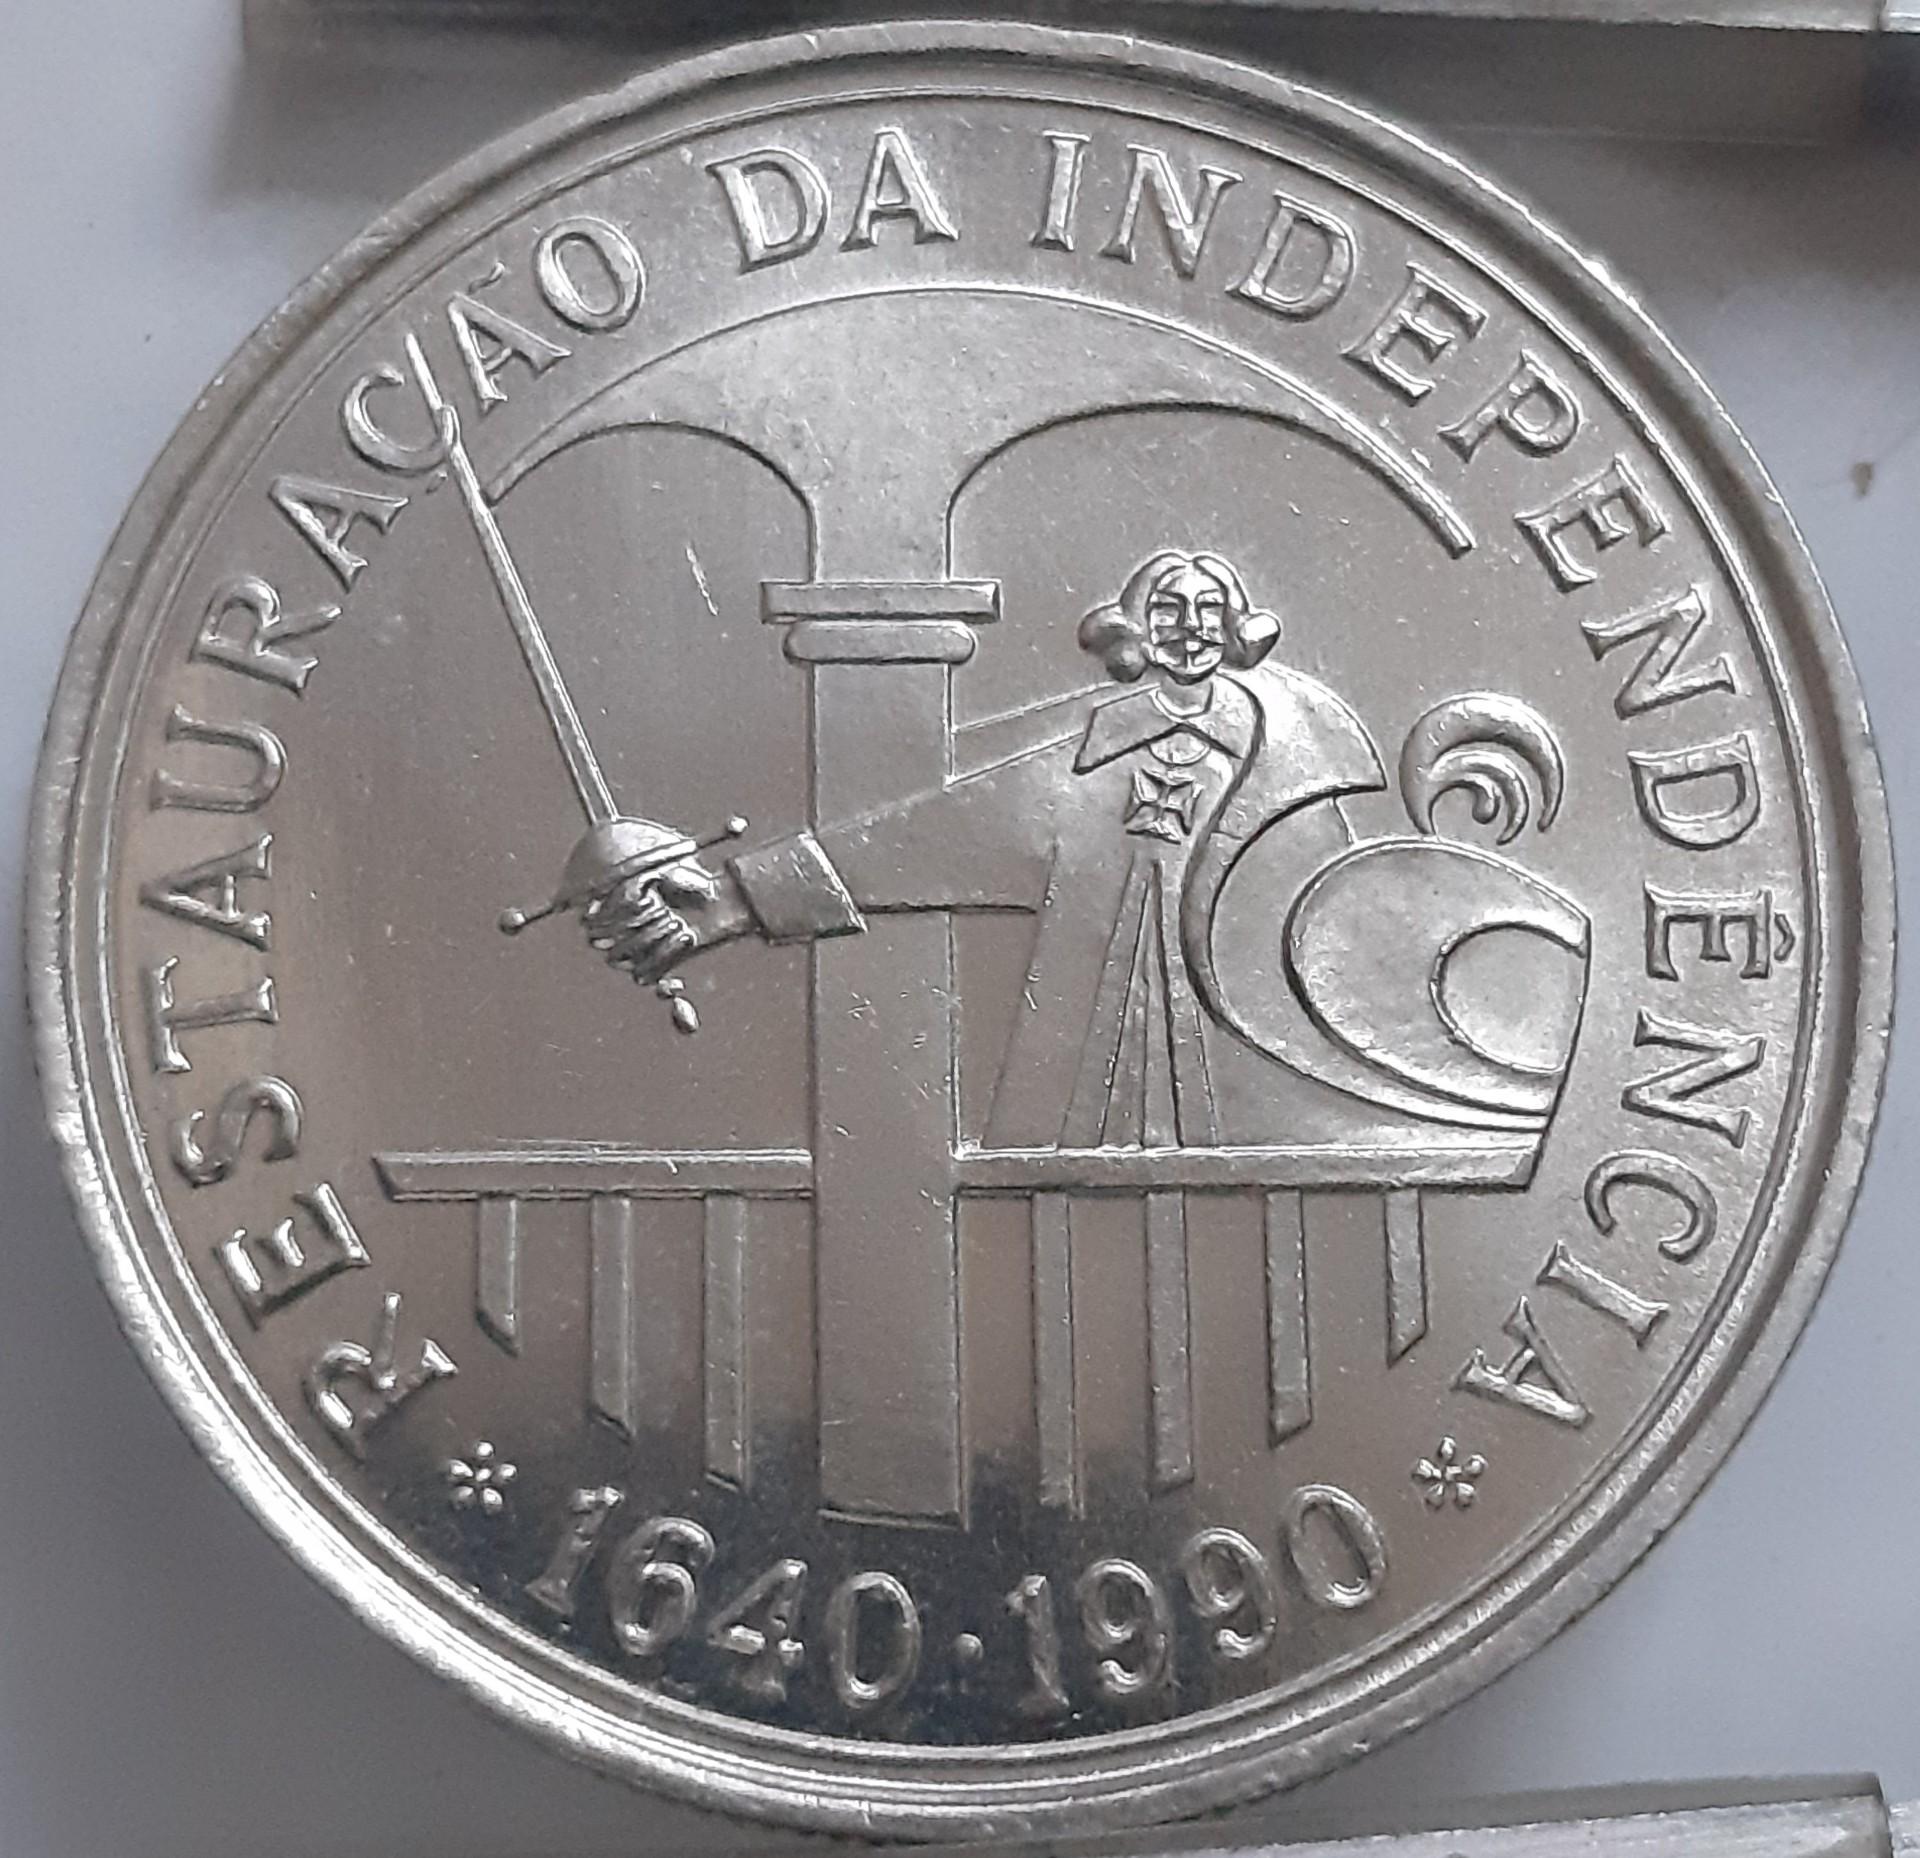 RESTAURAÇÃO DA INDEPENDÊNCIA
* 1640 · 1990 *